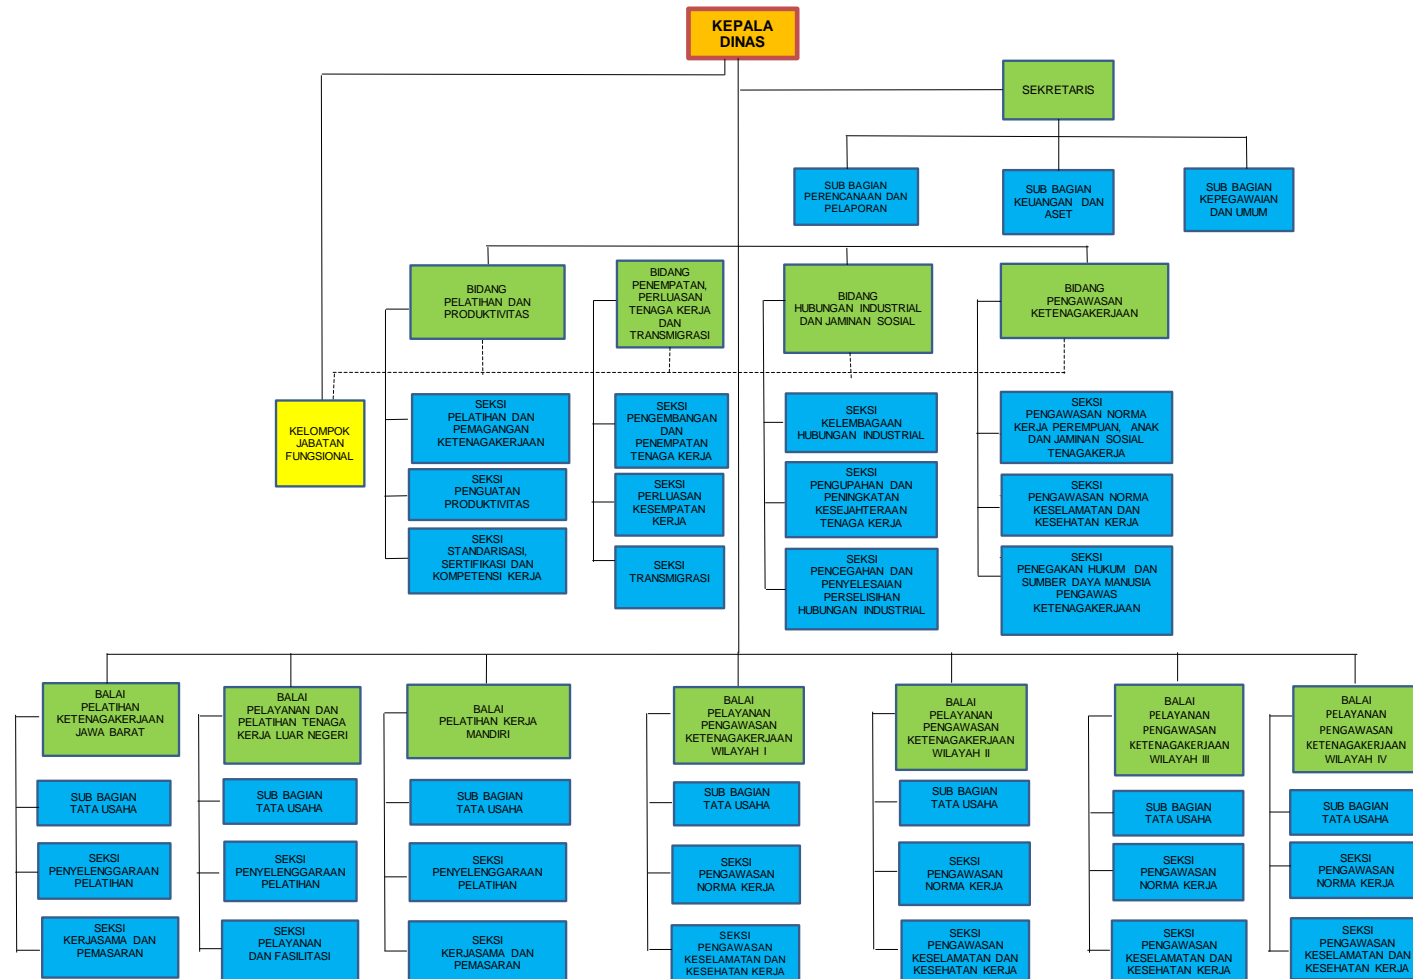 KEPALA
DINAS
SEKRETARIS
SUB BAGIAN
PERENCANAAN DAN
PELAPORAN
SUB BAGIAN
KEUANGAN DAN
ASET
SUB BAGIAN
KEPEGAWAIAN
DAN UMUM
BIDANG
PELATIHAN DAN
PRODUKTIVITAS
BIDANG
PENEMPATAN,
PERLUASAN
TENAGA KERJA
DAN
TRANSMIGRASI
BIDANG
HUBUNGAN INDUSTRIAL
DAN JAMINAN SOSIAL
BIDANG
PENGAWASAN
KETENAGAKERJAAN
KELOMPOK
JABATAN
FUNGSIONAL
SEKSI
PELATIHAN DAN
PEMAGANGAN
KETENAGAKERJAAN
SEKSI
PENGEMBANGAN
DAN
PENEMPATAN
TENAGA KERJA
SEKSI
KELEMBAGAAN
HUBUNGAN INDUSTRIAL
SEKSI
PENGAWASAN NORMA
KERJA PEREMPUAN, ANAK
DAN JAMINAN SOSIAL
TENAGAKERJA
SEKSI
PENGUATAN
PRODUKTIVITAS
SEKSI
PERLUASAN
KESEMPATAN
KERJA
SEKSI
PENGUPAHAN DAN
PENINGKATAN
KESEJAHTERAAN
TENAGA KERJA
SEKSI
PENGAWASAN NORMA
KESELAMATAN DAN
KESEHATAN KERJA
SEKSI
STANDARISASI,
SERTIFIKASI DAN
KOMPETENSI KERJA
SEKSI
TRANSMIGRASI
SEKSI
PENCEGAHAN DAN
PENYELESAIAN
PERSELISIHAN
HUBUNGAN INDUSTRIAL
SEKSI
PENEGAKAN HUKUM DAN
SUMBER DAYA MANUSIA
PENGAWAS
KETENAGAKERJAAN
BALAI
PELATIHAN
KETENAGAKERJAAN
JAWA BARAT
BALAI
PELAYANAN DAN
PELATIHAN TENAGA
KERJA LUAR NEGERI
BALAI
PELATIHAN KERJA
MANDIRI
BALAI
PELAYANAN
PENGAWASAN
KETENAGAKERJAAN
WILAYAH I
BALAI
PELAYANAN
PENGAWASAN
KETENAGAKERJAAN
WILAYAH II
BALAI
PELAYANAN
PENGAWASAN
KETENAGAKERJAAN
WILAYAH III
BALAI
PELAYANAN
PENGAWASAN
KETENAGAKERJAAN
WILAYAH IV
SUB BAGIAN
TATA USAHA
SUB BAGIAN
TATA USAHA
SUB BAGIAN
TATA USAHA
SUB BAGIAN
TATA USAHA
SUB BAGIAN
TATA USAHA
SUB BAGIAN
TATA USAHA
SUB BAGIAN
TATA USAHA
SEKSI
PENYELENGGARAAN
PELATIHAN
SEKSI
PENYELENGGARAAN
PELATIHAN
SEKSI
PENYELENGGARAAN
PELATIHAN
SEKSI
PENGAWASAN
NORMA KERJA
SEKSI
PENGAWASAN
NORMA KERJA
SEKSI
PENGAWASAN
NORMA KERJA
SEKSI
PENGAWASAN
NORMA KERJA
SEKSI
KERJASAMA DAN
PEMASARAN
SEKSI
PELAYANAN
DAN FASILITASI
SEKSI
KERJASAMA DAN
PEMASARAN
SEKSI
PENGAWASAN
KESELAMATAN DAN
KESEHATAN KERJA
SEKSI
PENGAWASAN
KESELAMATAN DAN
KESEHATAN KERJA
SEKSI
PENGAWASAN
KESELAMATAN DAN
KESEHATAN KERJA
SEKSI
PENGAWASAN
KESELAMATAN DAN
KESEHATAN KERJA